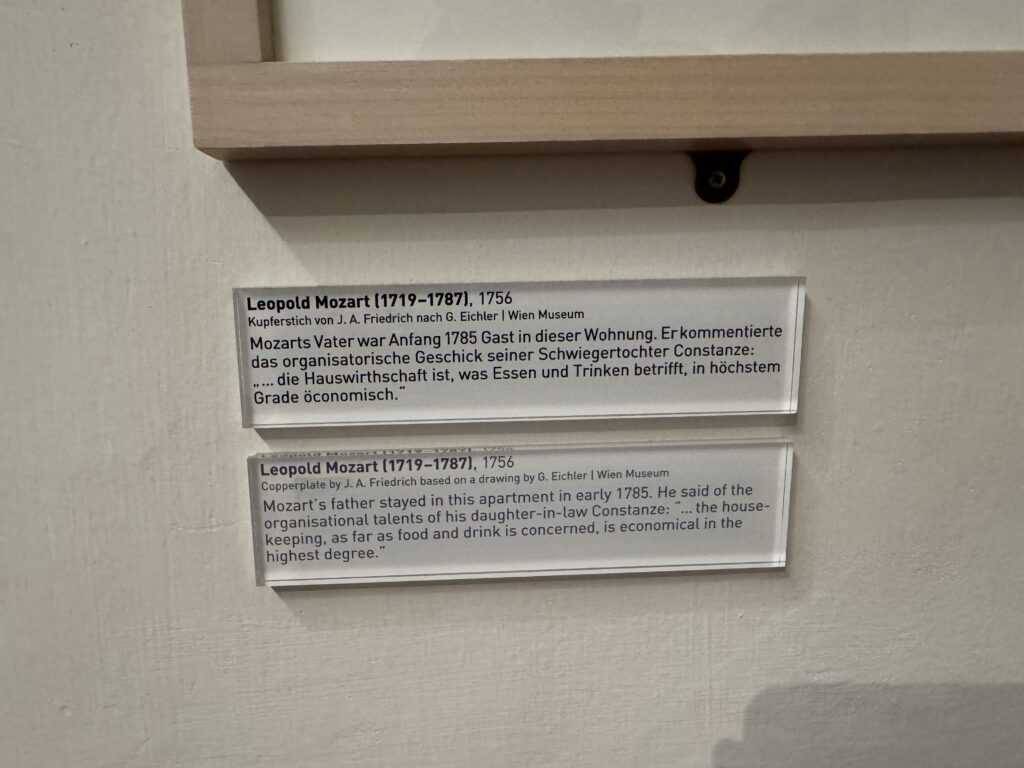 Leopold Mozart (1719–1787), 1756
Kupferstich von J. A. Friedrich nach G. Eichler | Wien Museum
Mozarts Vater war Anfang 1785 Gast in dieser Wohnung. Er kommentierte
das organisatorische Geschick seiner Schwiegertochter Constanze:
„... die Hauswirthschaft ist, was Essen und Trinken betrifft, in höchstem
Grade öconomisch.“
Leopold Mozart (1719–1787), 1756
Copperplate by J. A. Friedrich based on a drawing by G. Eichler | Wien Museum
Mozart's father stayed in this apartment in early 1785. He said of the
organisational talents of his daughter-in-law Constanze: "... the house-
keeping, as far as food and drink is concerned, is economical in the
highest degree."